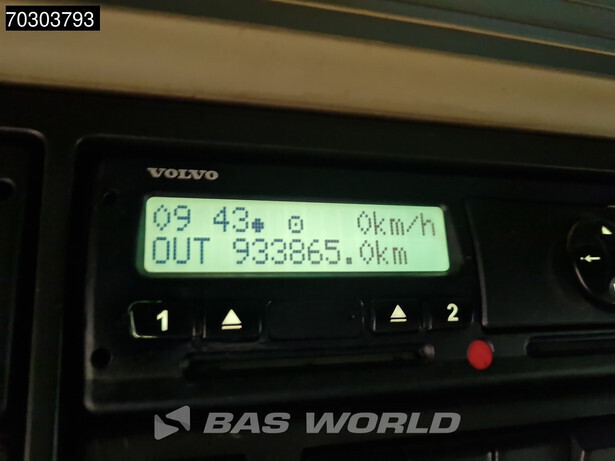 70303793
VOLVO
09 43 0km/h
OUT 933865.0km
1 2
BAS WORLD